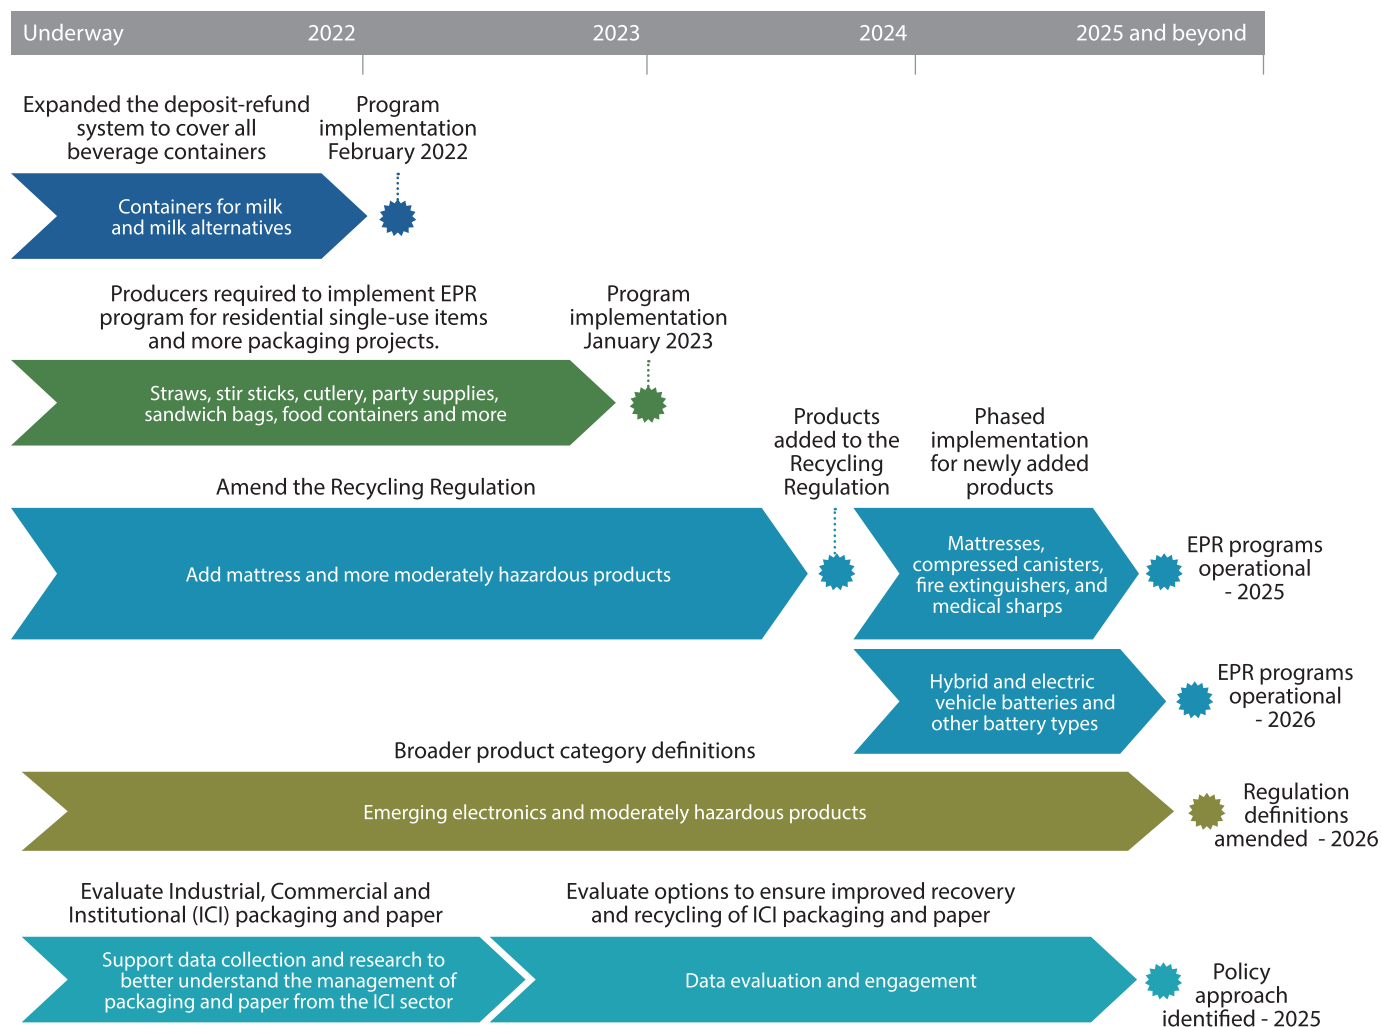 Underway 2022 2023 2024 2025 and beyond
Expanded the deposit-refund
system to cover all
beverage containers
Program
implementation
February 2022
Containers for milk
and milk alternatives
Producers required to implement EPR
program for residential single-use items
and more packaging projects.
Program
implementation
January 2023
Straws, stir sticks, cutlery, party supplies,
sandwich bags, food containers and more
Amend the Recycling Regulation
Products
added to the
Recycling
Regulation
Phased
implementation
for newly added
products
Add mattress and more moderately hazardous products
Mattresses,
compressed canisters,
fire extinguishers, and
medical sharps
EPR programs
operational
- 2025
Hybrid and electric
vehicle batteries and
other battery types
EPR programs
operational
- 2026
Broader product category definitions
Emerging electronics and moderately hazardous products
Regulation
definitions
amended - 2026
Evaluate Industrial, Commercial and
Institutional (ICI) packaging and paper
Evaluate options to ensure improved recovery
and recycling of ICI packaging and paper
Support data collection and research to
better understand the management of
packaging and paper from the ICI sector
Data evaluation and engagement
Policy
approach
identified - 2025